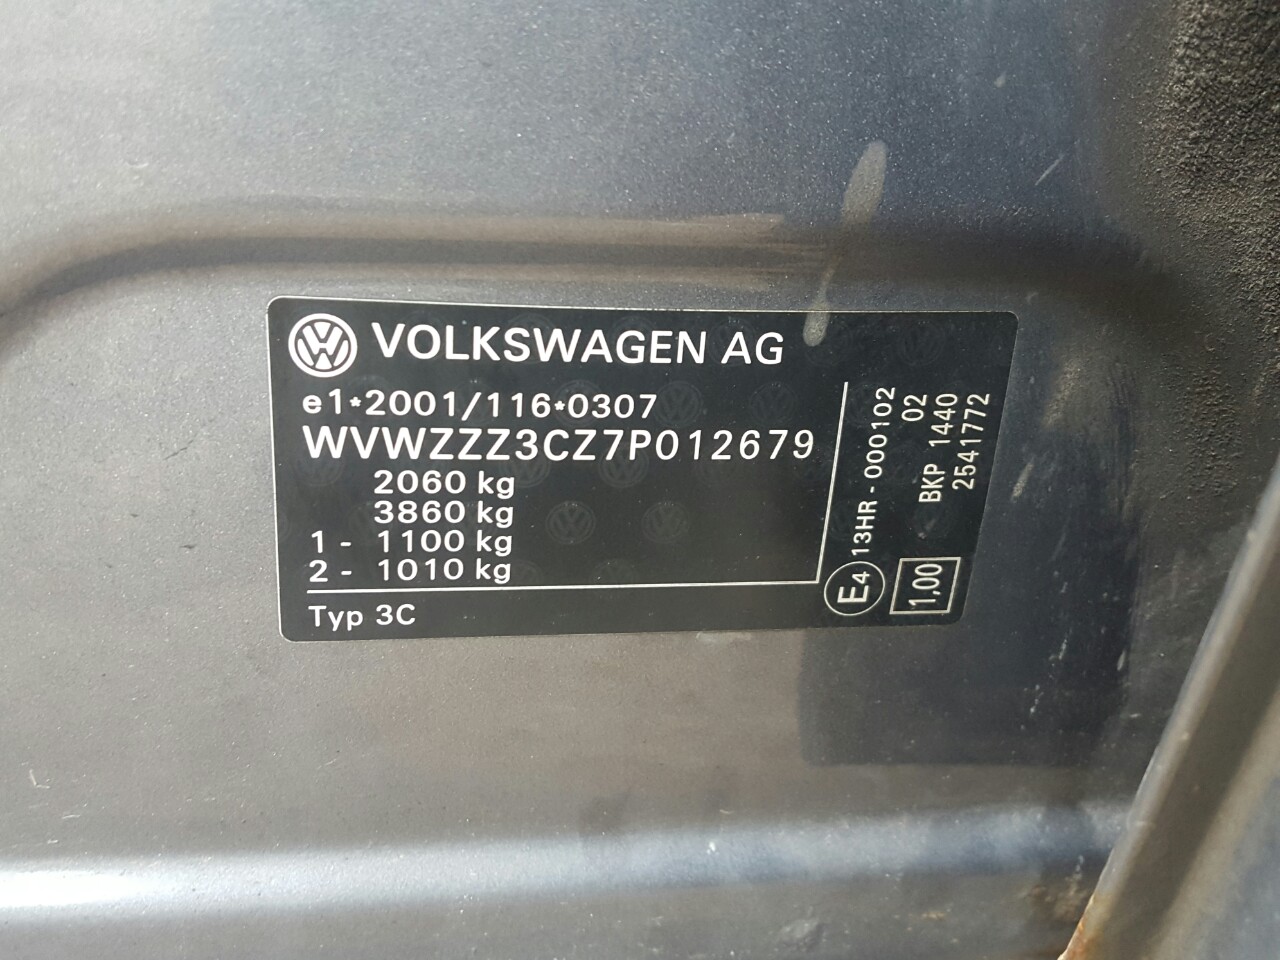 VOLKSWAGEN AG
e1*2001/116*0307
WVWZZZ3CZ7P012679
2060 kg
3860 kg
1 - 1100 kg
2 - 1010 kg
Typ 3C
E4 13HR - 000102
02
BKP 1440
2541772
1,00